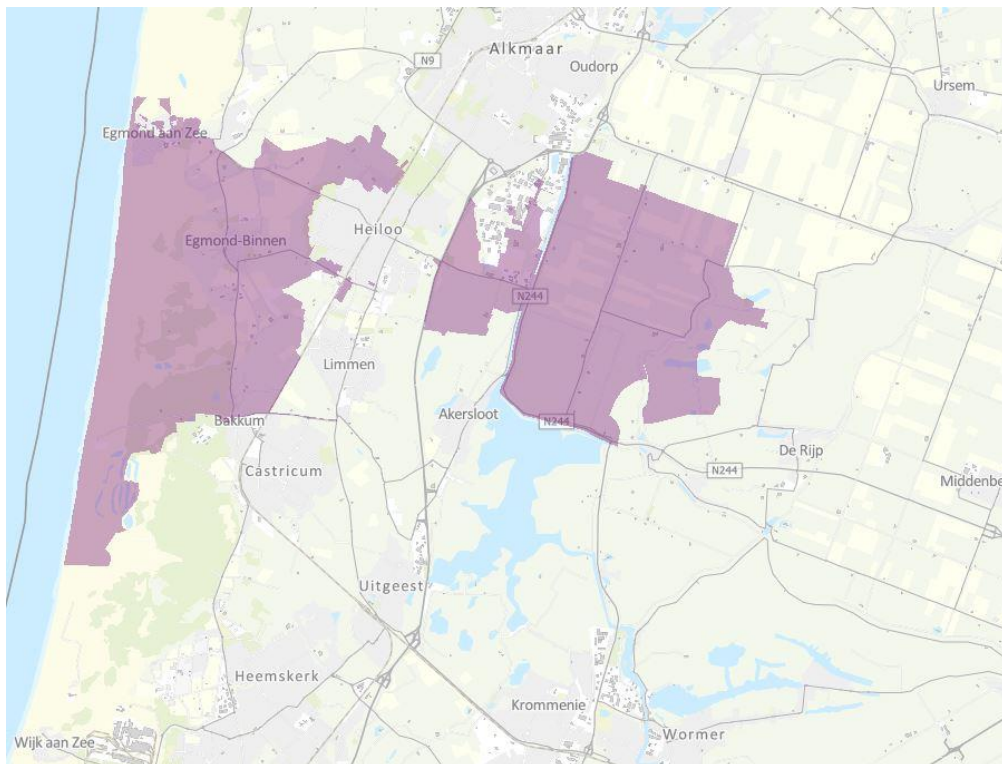 Alkmaar
N9
Oudorp
Ursem
Egmond aan Zee
Heiloo
Egmond-Binnen
N244
Limmen
Akersloot
Bakkum
N244
De Rijp
Castricum
N244
Middenbe
Uitgeest
Heemskerk
Krommenie
Wormer
Wijk aan Zee